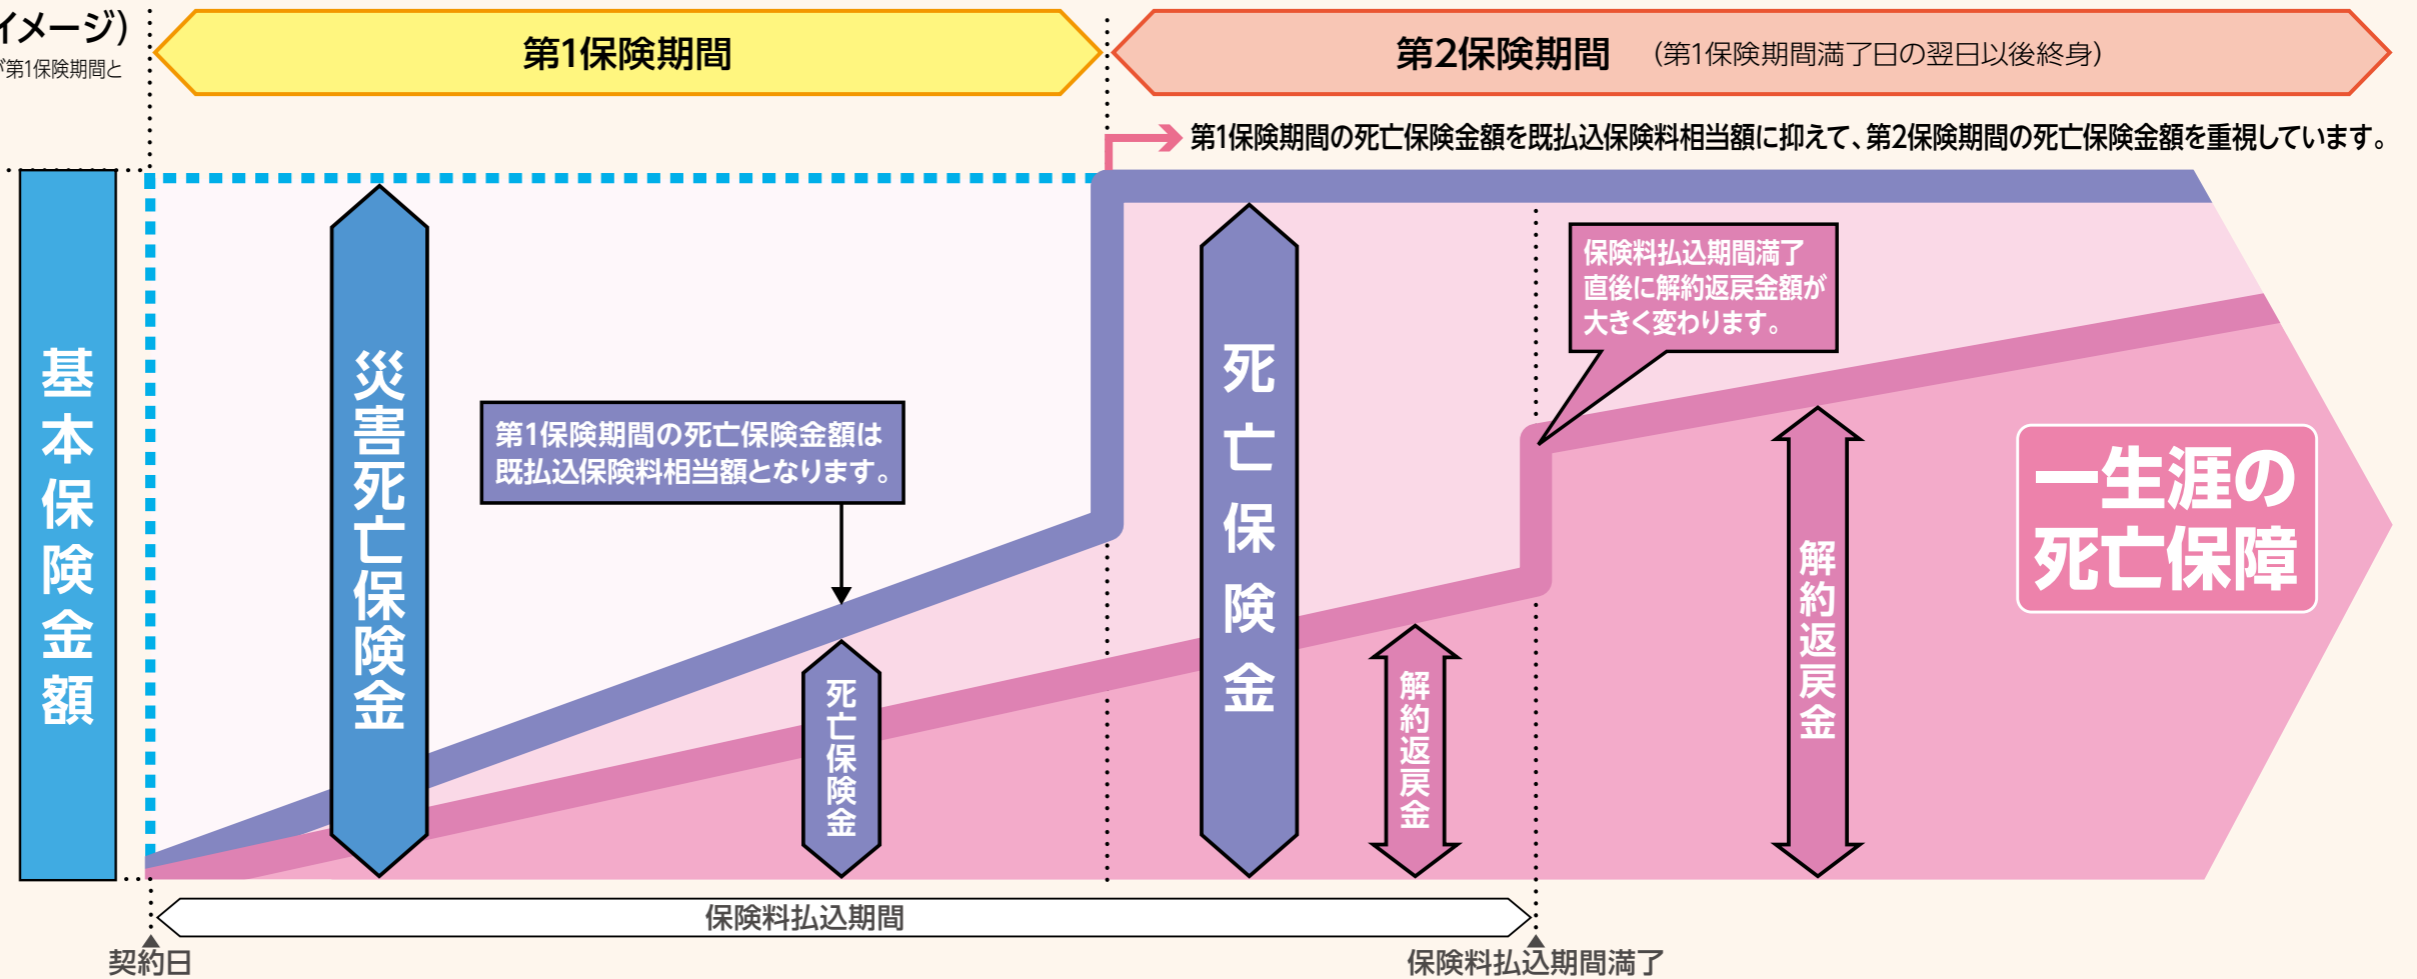 イメージ)
が第1保険期間と
第1保険期間
第2保険期間 (第1保険期間満了日の翌日以後終身)
第1保険期間の死亡保険金額を既払込保険料相当額に抑えて、第2保険期間の死亡保険金額を重視しています。
基本保険金額
災害死亡保険金
第1保険期間の死亡保険金額は
既払込保険料相当額となります。
死亡保険金
死亡保険金
保険料払込期間満了
直後に解約返戻金額が
大きく変わります。
解約返戻金
解約返戻金
一生涯の
死亡保障
保険料払込期間
契約日
保険料払込期間満了